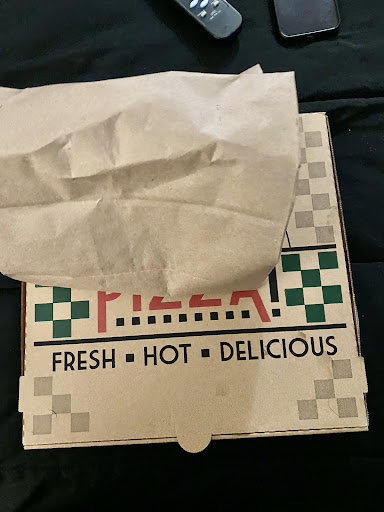 PIZZA!
FRESH ▪ HOT ▪ DELICIOUS